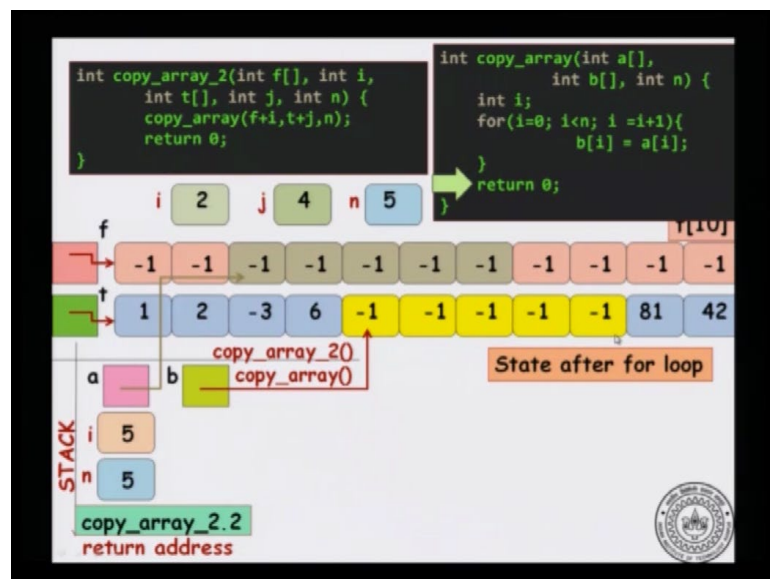 int copy_array_2(int f[], int i,
int t[], int j, int n) {
copy_array(f+i,t+j,n);
return 0;
}
int copy_array(int a[],
int b[], int n) {
int i;
for(i=0; i<n; i =i+1){
b[i] = a[i];
}
return 0;
}
i 2 j 4 n 5
f[10]
f
-1 -1 -1 -1 -1 -1 -1 -1 -1 -1 -1
t
1 2 -3 6 -1 -1 -1 -1 -1 81 42
copy_array_2()
a b copy_array()
State after for loop
i 5
n 5
STACK
copy_array_2.2
return address